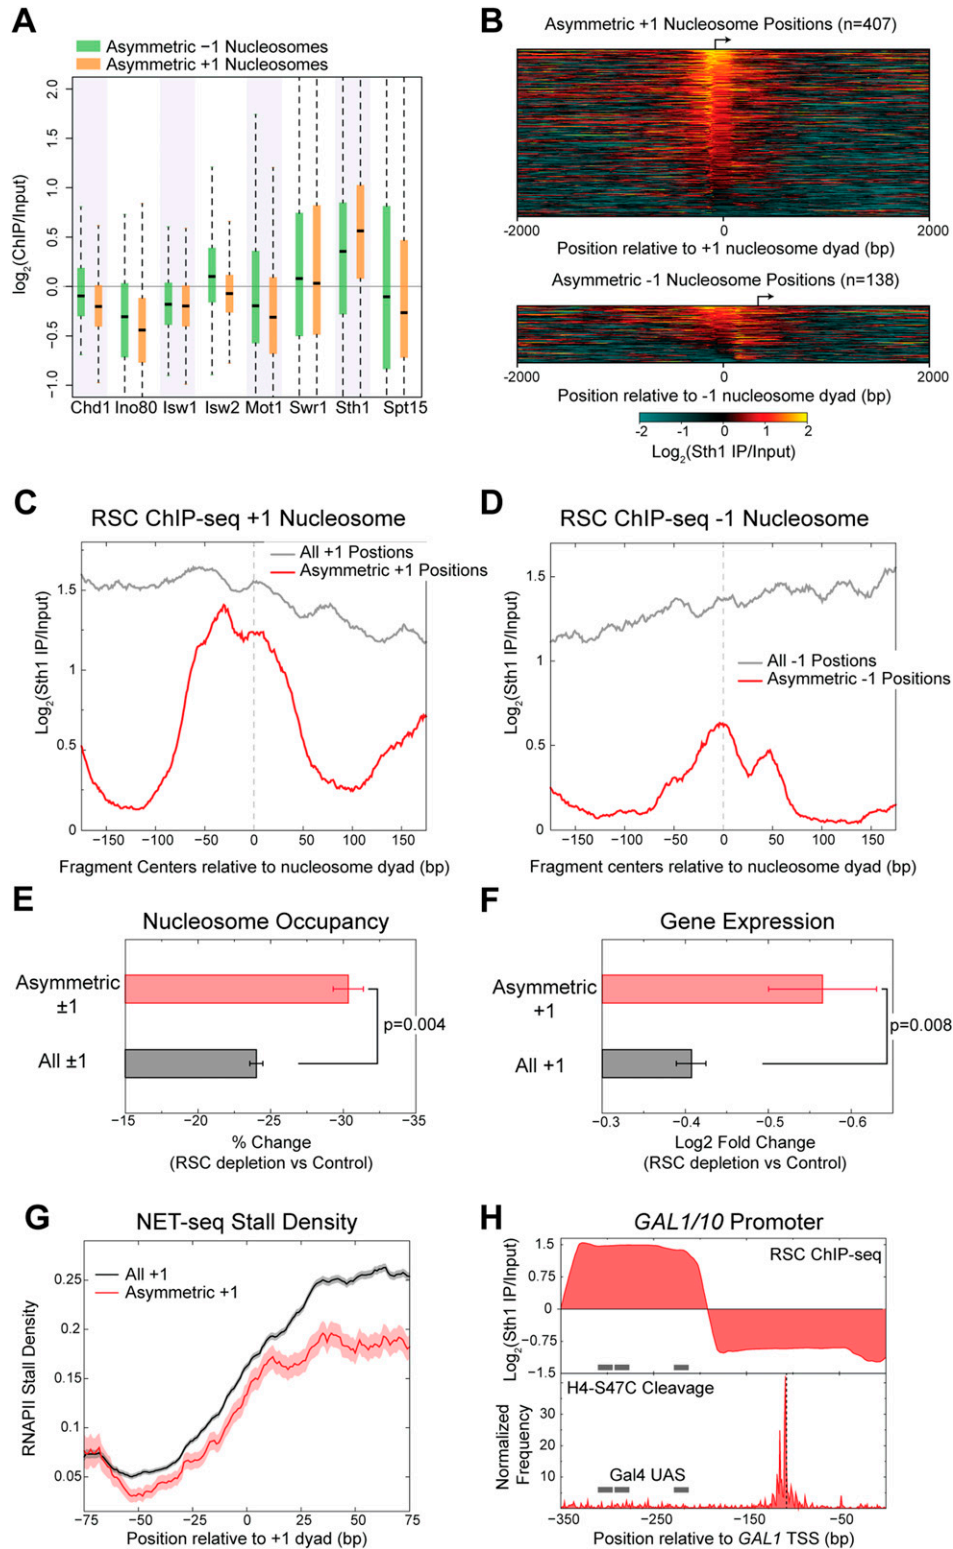 A
Asymmetric −1 Nucleosomes
Asymmetric +1 Nucleosomes
log2(ChIP/Input)
2.0
1.5
1.0
0.5
0.0
−0.5
−1.0
Chd1 Ino80 Isw1 Isw2 Mot1 Swr1 Sth1 Spt15
B
Asymmetric +1 Nucleosome Positions (n=407)
-2000 0 2000
Position relative to +1 nucleosome dyad (bp)
Asymmetric -1 Nucleosome Positions (n=138)
-2000 0 2000
Position relative to -1 nucleosome dyad (bp)
-2 -1 0 1 2
Log2(Sth1 IP/Input)
C
RSC ChIP-seq +1 Nucleosome
All +1 Postions
Asymmetric +1 Positions
Log2(Sth1 IP/Input)
1.5
1
0.5
0
−150 −100 −50 0 50 100 150
Fragment Centers relative to nucleosome dyad (bp)
D
RSC ChIP-seq -1 Nucleosome
All -1 Postions
Asymmetric -1 Positions
Log2(Sth1 IP/Input)
1.5
1
0.5
0
−150 −100 −50 0 50 100 150
Fragment centers relative to nucleosome dyad (bp)
E
Nucleosome Occupancy
Asymmetric
±1
All ±1
p=0.004
−15 −20 −25 −30 −35
% Change
(RSC depletion vs Control)
F
Gene Expression
Asymmetric
+1
All +1
p=0.008
−0.3 −0.4 −0.5 −0.6
Log2 Fold Change
(RSC depletion vs Control)
G
NET-seq Stall Density
All +1
Asymmetric +1
RNAPII Stall Density
0.25
0.2
0.15
0.1
0.05
−75 −50 −25 0 25 50 75
Position relative to +1 dyad (bp)
H
GAL1/10 Promoter
RSC ChIP-seq
Log2(Sth1 IP/Input)
1.5
0.75
0
−0.75
−1.5
H4-S47C Cleavage
Normalized
Frequency
30
20
10
Gal4 UAS
−350 −250 −150 −50
Position relative to GAL1 TSS (bp)